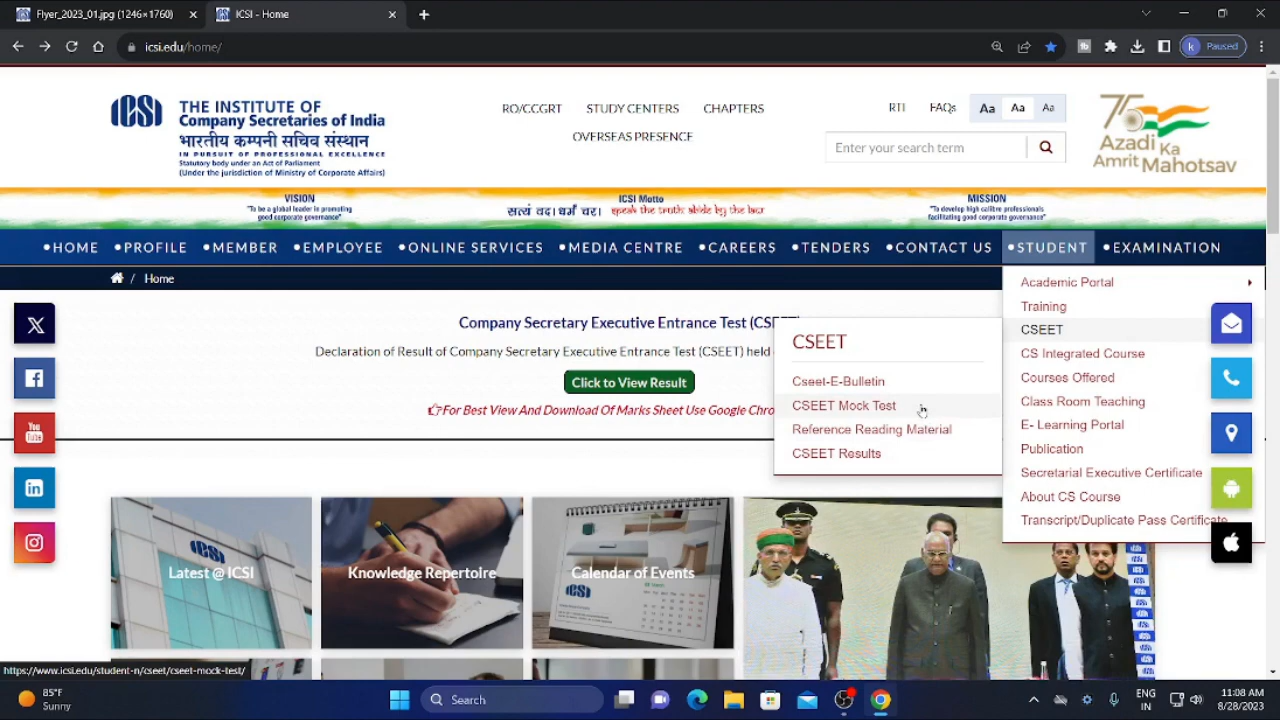 Flyer_2023_01.jpg (1246×1760)
ICSI - Home
icsi.edu/home/
k Paused
ICSI
THE INSTITUTE OF
Company Secretaries of India
भारतीय कम्पनी सचिव संस्थान
IN PURSUIT OF PROFESSIONAL EXCELLENCE
Statutory body under an Act of Parliament
(Under the jurisdiction of Ministry of Corporate Affairs)
RO/CCGRT STUDY CENTERS CHAPTERS
OVERSEAS PRESENCE
RTI FAQs Aa Aa Aa
Enter your search term
75 Azadi Ka
Amrit Mahotsav
VISION
"To be a global leader in promoting
good corporate governance"
ICSI Motto
सत्यं वद। धर्मं चर। speak the truth. abide by the law.
MISSION
"To develop high calibre professionals
facilitating good corporate governance"
HOME PROFILE MEMBER EMPLOYEE ONLINE SERVICES MEDIA CENTRE CAREERS TENDERS CONTACT US STUDENT EXAMINATION
/ Home
Company Secretary Executive Entrance Test (CSEET)
Declaration of Result of Company Secretary Executive Entrance Test (CSEET) held
Click to View Result
For Best View And Download Of Marks Sheet Use Google Chro
CSEET
Cseet-E-Bulletin
CSEET Mock Test
Reference Reading Material
CSEET Results
Academic Portal
Training
CSEET
CS Integrated Course
Courses Offered
Class Room Teaching
E- Learning Portal
Publication
Secretarial Executive Certificate
About CS Course
Transcript/Duplicate Pass Certificate
X
f
You Tube
in
ICSI
Latest @ ICSI
Knowledge Repertoire
Calendar of Events
ICSI
https://www.icsi.edu/student-n/cseet/cseet-mock-test/
85°F
Sunny
Search
ENG
IN
11:08 AM
8/28/2023